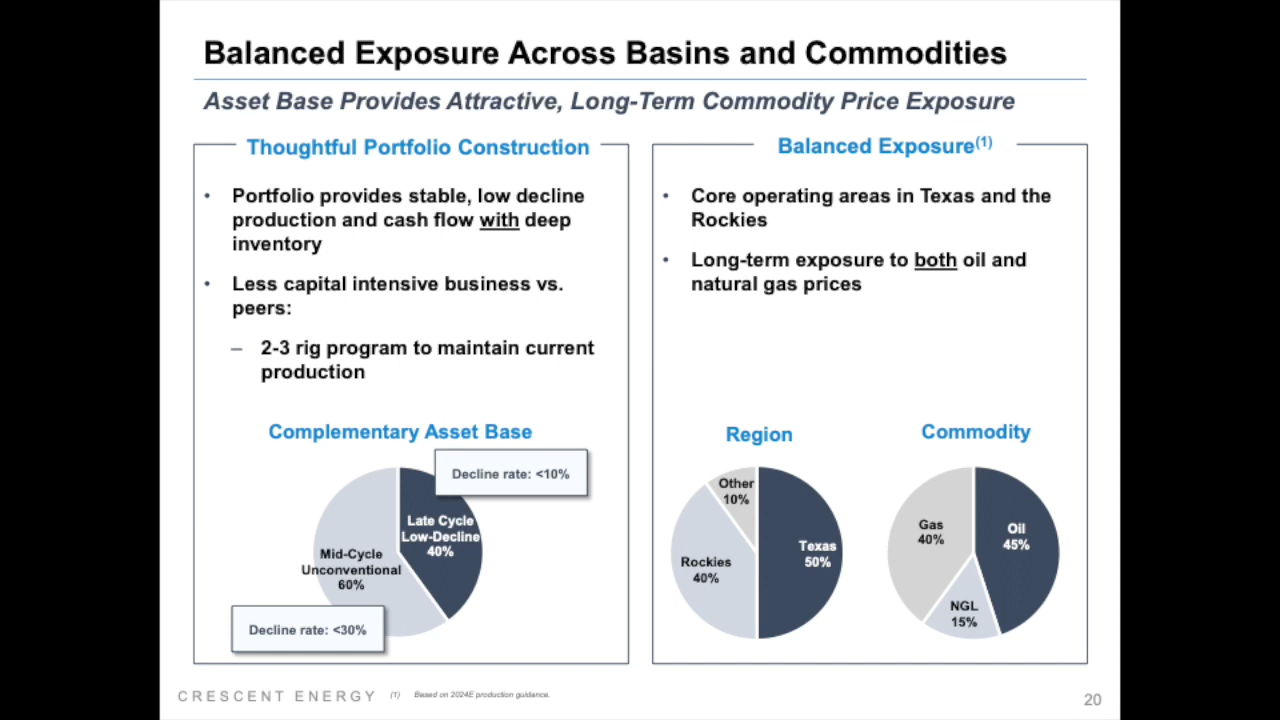 Balanced Exposure Across Basins and Commodities
Asset Base Provides Attractive, Long-Term Commodity Price Exposure
Thoughtful Portfolio Construction
• Portfolio provides stable, low decline
production and cash flow with deep
inventory
• Less capital intensive business vs.
peers:
– 2-3 rig program to maintain current
production
Complementary Asset Base
Decline rate: <10%
Late Cycle
Low-Decline
40%
Mid-Cycle
Unconventional
60%
Decline rate: <30%
Balanced Exposure(1)
• Core operating areas in Texas and the
Rockies
• Long-term exposure to both oil and
natural gas prices
Region
Other
10%
Texas
50%
Rockies
40%
Commodity
Gas
40%
Oil
45%
NGL
15%
CRESCENT ENERGY
(1) Based on 2024E production guidance.
20